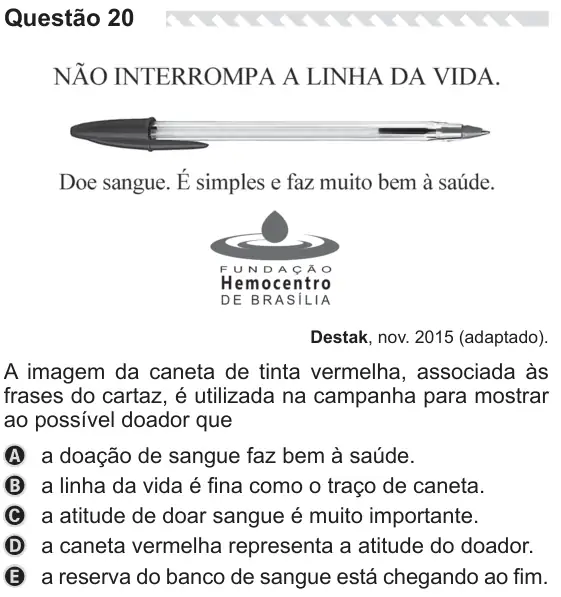 Questão 20
NÃO INTERROMPA A LINHA DA VIDA.
Doe sangue. É simples e faz muito bem à saúde.
FUNDAÇÃO
Hemocentro
DE BRASÍLIA
Destak, nov. 2015 (adaptado).
A imagem da caneta de tinta vermelha, associada às
frases do cartaz, é utilizada na campanha para mostrar
ao possível doador que
A a doação de sangue faz bem à saúde.
B a linha da vida é fina como o traço de caneta.
C a atitude de doar sangue é muito importante.
D a caneta vermelha representa a atitude do doador.
E a reserva do banco de sangue está chegando ao fim.